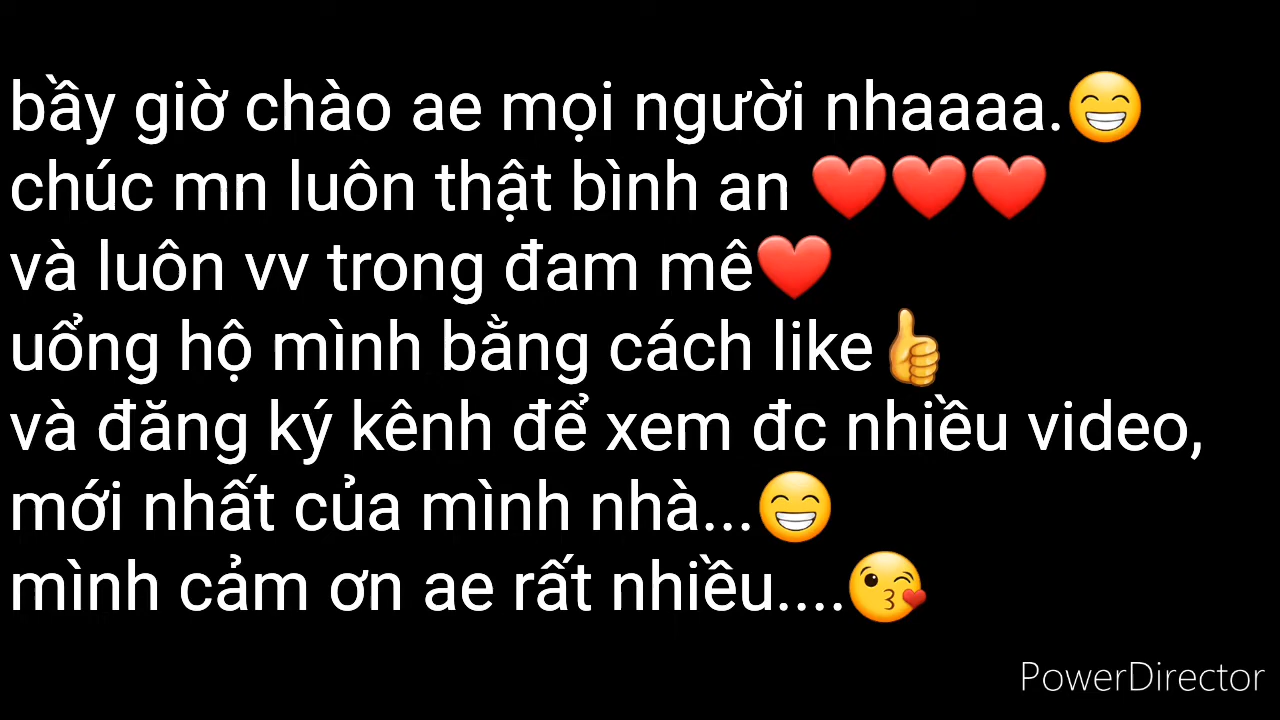 bầy giờ chào ae mọi người nhaaaa.😁
chúc mn luôn thật bình an ❤️❤️❤️
và luôn vv trong đam mê❤️
uổng hộ mình bằng cách like👍
và đăng ký kênh để xem đc nhiều video,
mới nhất của mình nhà...😁
mình cảm ơn ae rất nhiều....😘
PowerDirector